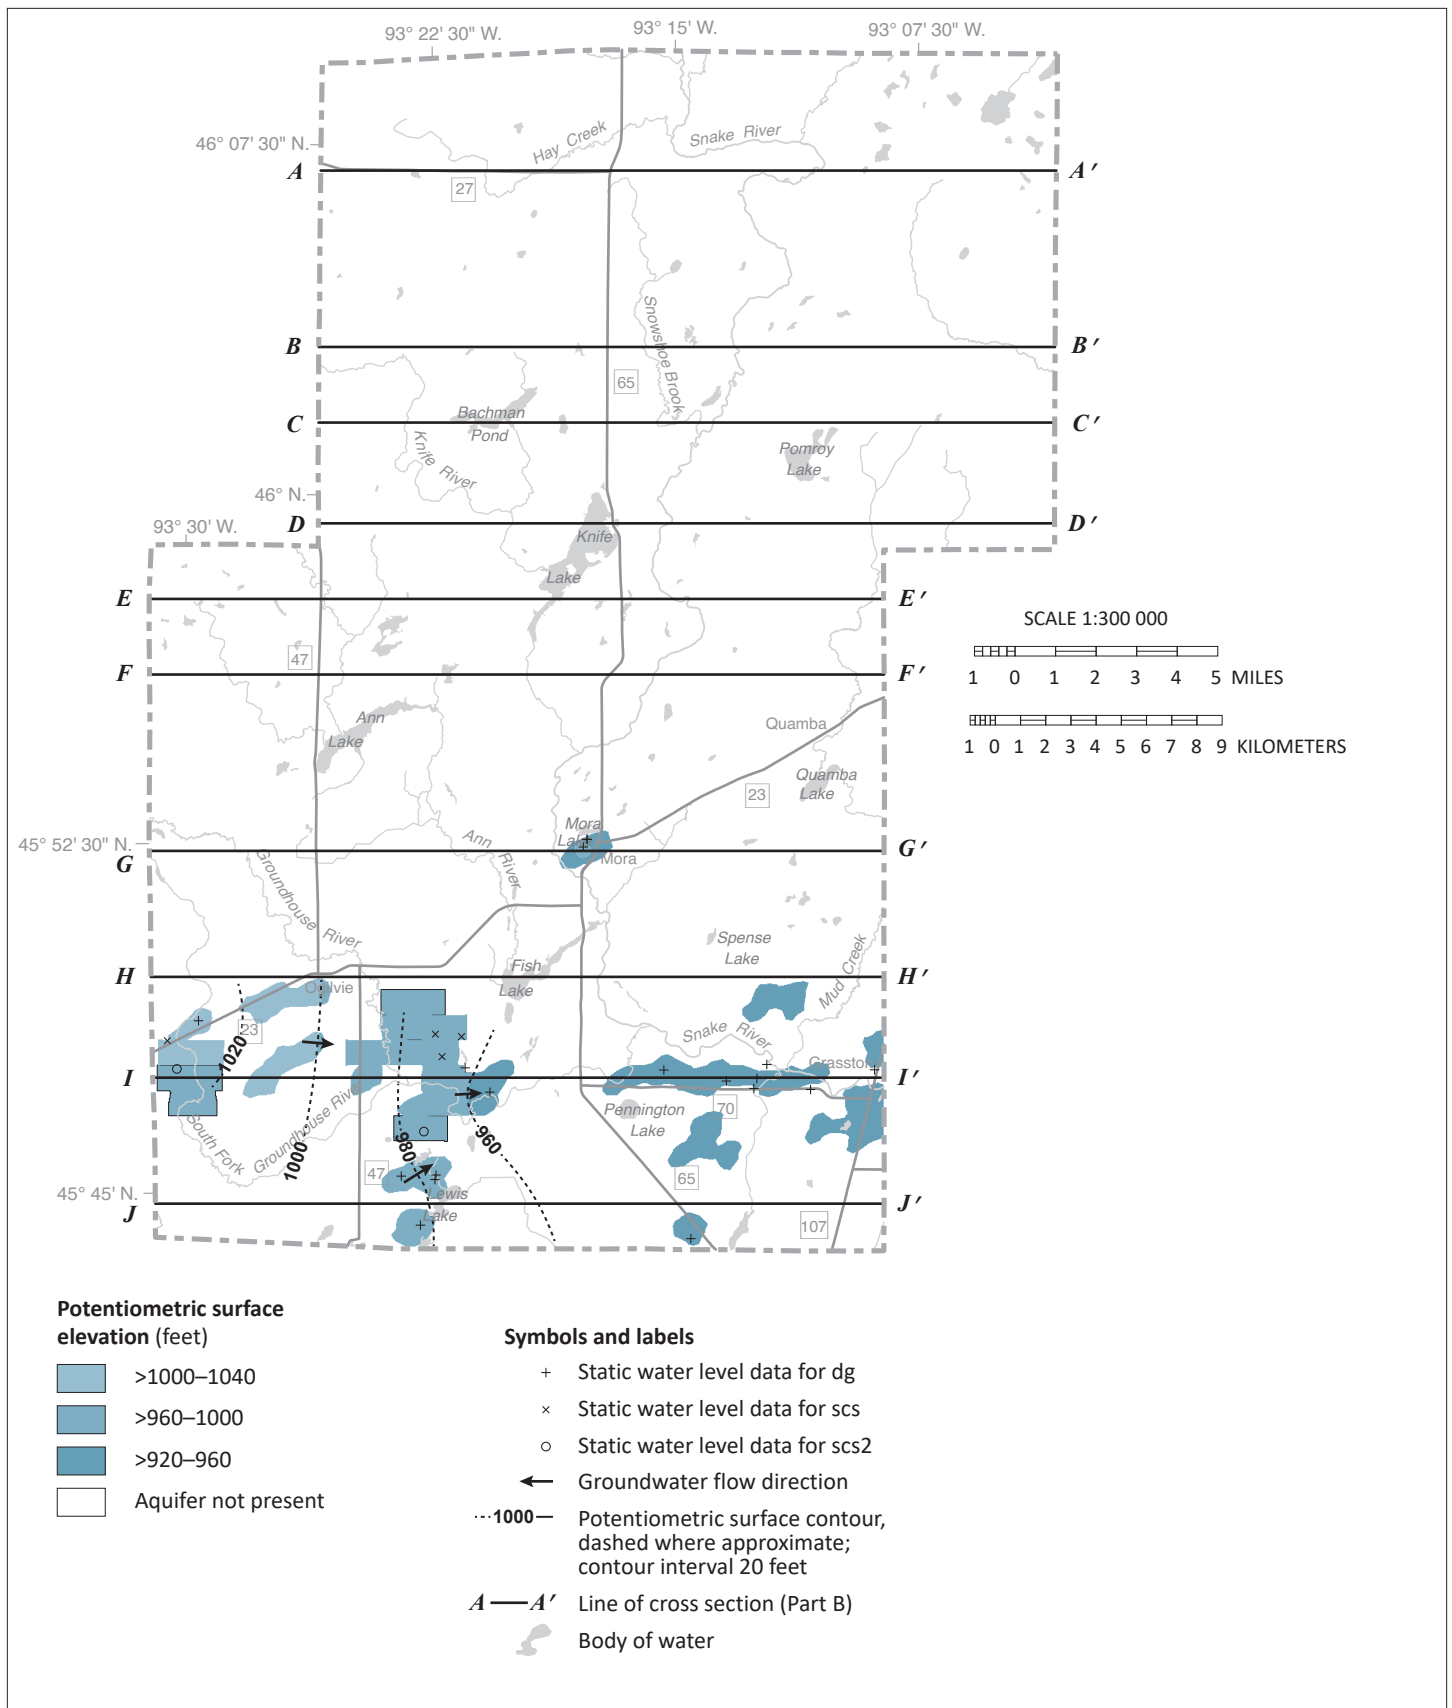 93° 22' 30" W.
93° 15' W.
93° 07' 30" W.
46° 07' 30" N.
Hay Creek
Snake River
A
A'
27
Snowshoe Brook
B
B'
65
Bachman
Pond
C
C'
Knife River
Pomroy
Lake
46° N.
D
D'
93° 30' W.
Knife
Lake
E
E'
SCALE 1:300 000
1 0 1 2 3 4 5 MILES
47
F
F'
Ann
Lake
Quamba
1 0 1 2 3 4 5 6 7 8 9 KILOMETERS
Quamba
Lake
23
Mora
Lake
45° 52' 30" N.
G
G'
Mora
Ann River
Groundhouse River
Spense
Lake
Mud Creek
H
H'
Fish
Lake
Ogilvie
23
1020
Snake River
Grasston
I
I'
South Fork
Groundhouse River
1000
980
960
Pennington
Lake
70
47
65
Lewis
Lake
45° 45' N.
J
J'
107
Potentiometric surface
elevation (feet)
>1000–1040
>960–1000
>920–960
Aquifer not present
Symbols and labels
Static water level data for dg
Static water level data for scs
Static water level data for scs2
Groundwater flow direction
1000
Potentiometric surface contour,
dashed where approximate;
contour interval 20 feet
A A' Line of cross section (Part B)
Body of water